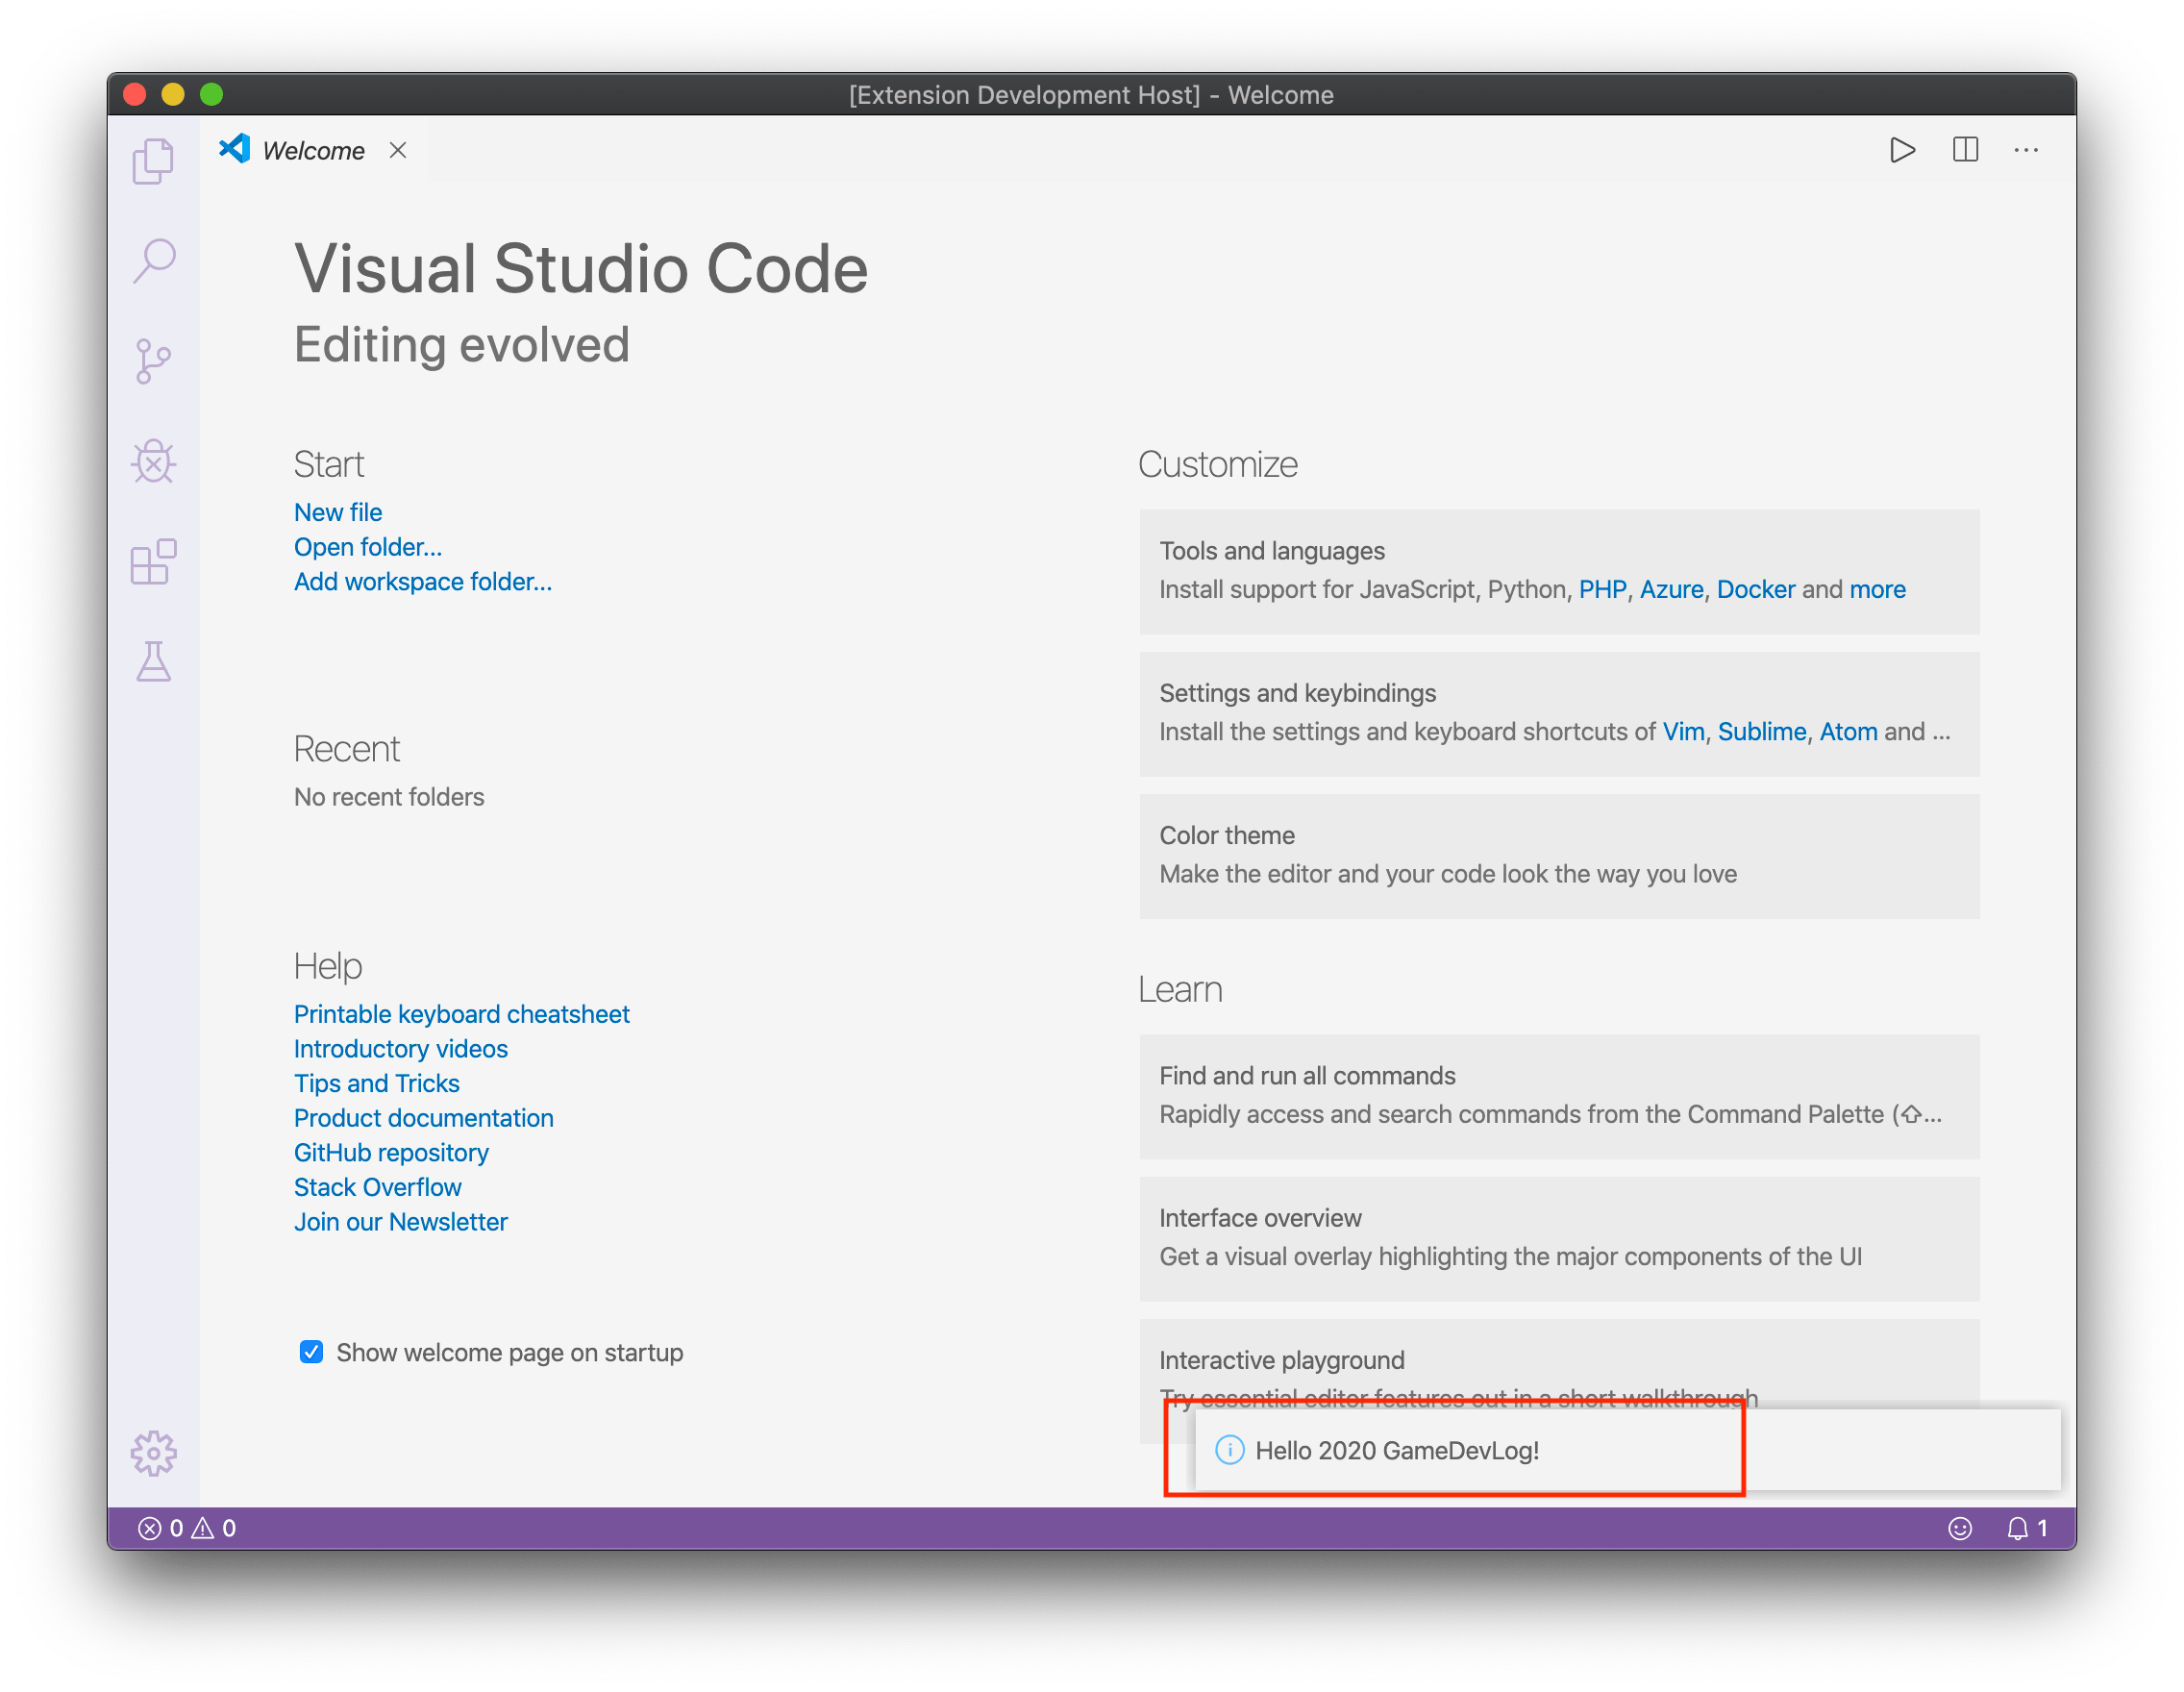 [Extension Development Host] - Welcome
Welcome
Visual Studio Code
Editing evolved
Start
New file
Open folder...
Add workspace folder...
Recent
No recent folders
Help
Printable keyboard cheatsheet
Introductory videos
Tips and Tricks
Product documentation
GitHub repository
Stack Overflow
Join our Newsletter
Show welcome page on startup
Customize
Tools and languages
Install support for JavaScript, Python, PHP, Azure, Docker and more
Settings and keybindings
Install the settings and keyboard shortcuts of Vim, Sublime, Atom and ...
Color theme
Make the editor and your code look the way you love
Learn
Find and run all commands
Rapidly access and search commands from the Command Palette (⇧...
Interface overview
Get a visual overlay highlighting the major components of the UI
Interactive playground
Try essential editor features out in a short walkthrough
Hello 2020 GameDevLog!
0 0
1